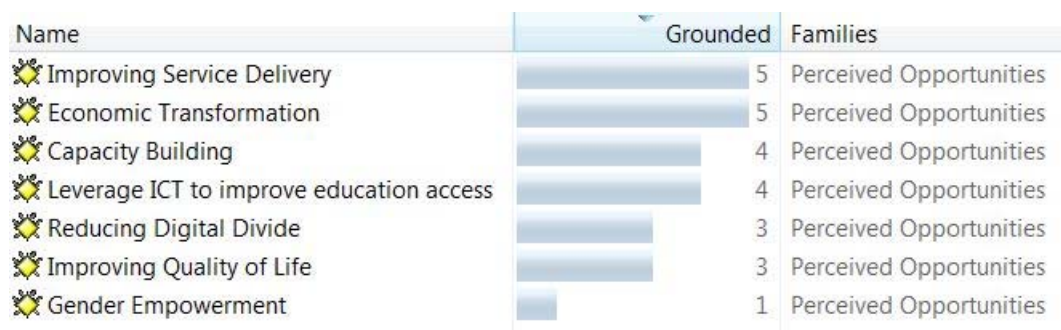 Name Grounded Families
Improving Service Delivery 5 Perceived Opportunities
Economic Transformation 5 Perceived Opportunities
Capacity Building 4 Perceived Opportunities
Leverage ICT to improve education access 4 Perceived Opportunities
Reducing Digital Divide 3 Perceived Opportunities
Improving Quality of Life 3 Perceived Opportunities
Gender Empowerment 1 Perceived Opportunities